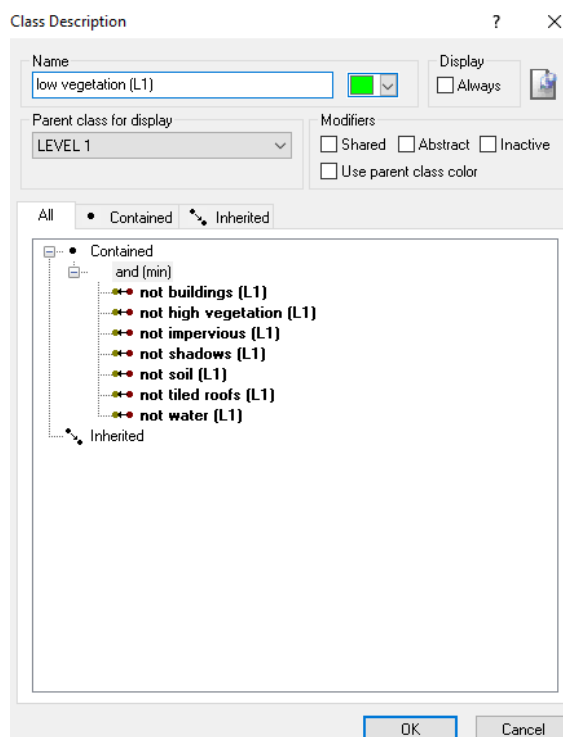 Class Description
?
Name
Display
low vegetation (L1)
Always
Parent class for display
Modifiers
LEVEL 1
Shared Abstract Inactive
Use parent class color
All Contained Inherited
Contained
and (min)
not buildings (L1)
not high vegetation (L1)
not impervious (L1)
not shadows (L1)
not soil (L1)
not tiled roofs (L1)
not water (L1)
Inherited
OK Cancel